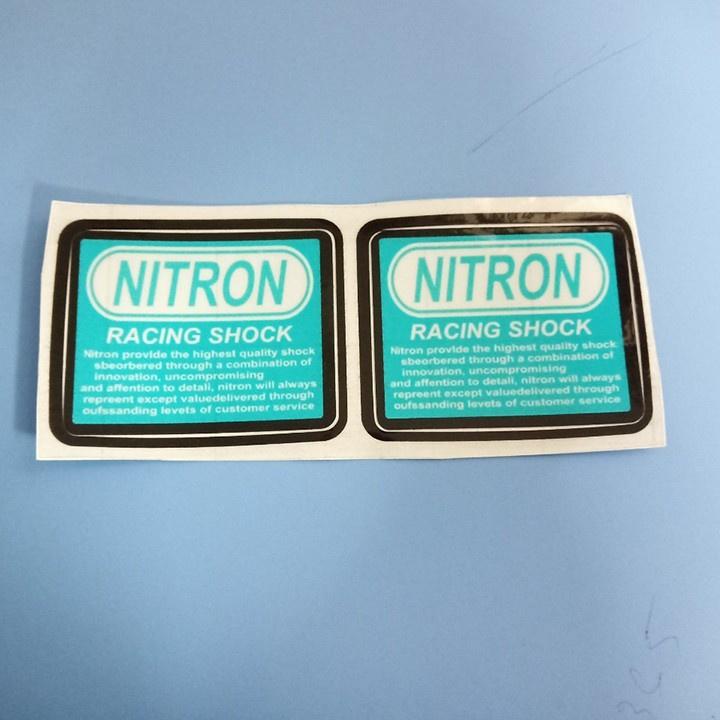 NITRON
RACING SHOCK
Nitron provide the highest quality shock
sbeorbered through a combination of
innovation, uncompromising
and affention to detali, nitron will always
repreent except valuedelivered through
oufssanding levets of customer service
NITRON
RACING SHOCK
Nitron provide the highest quality shock
sbeorbered through a combination of
innovation, uncompromising
and affention to detali, nitron will always
repreent except valuedelivered through
oufssanding levets of customer service